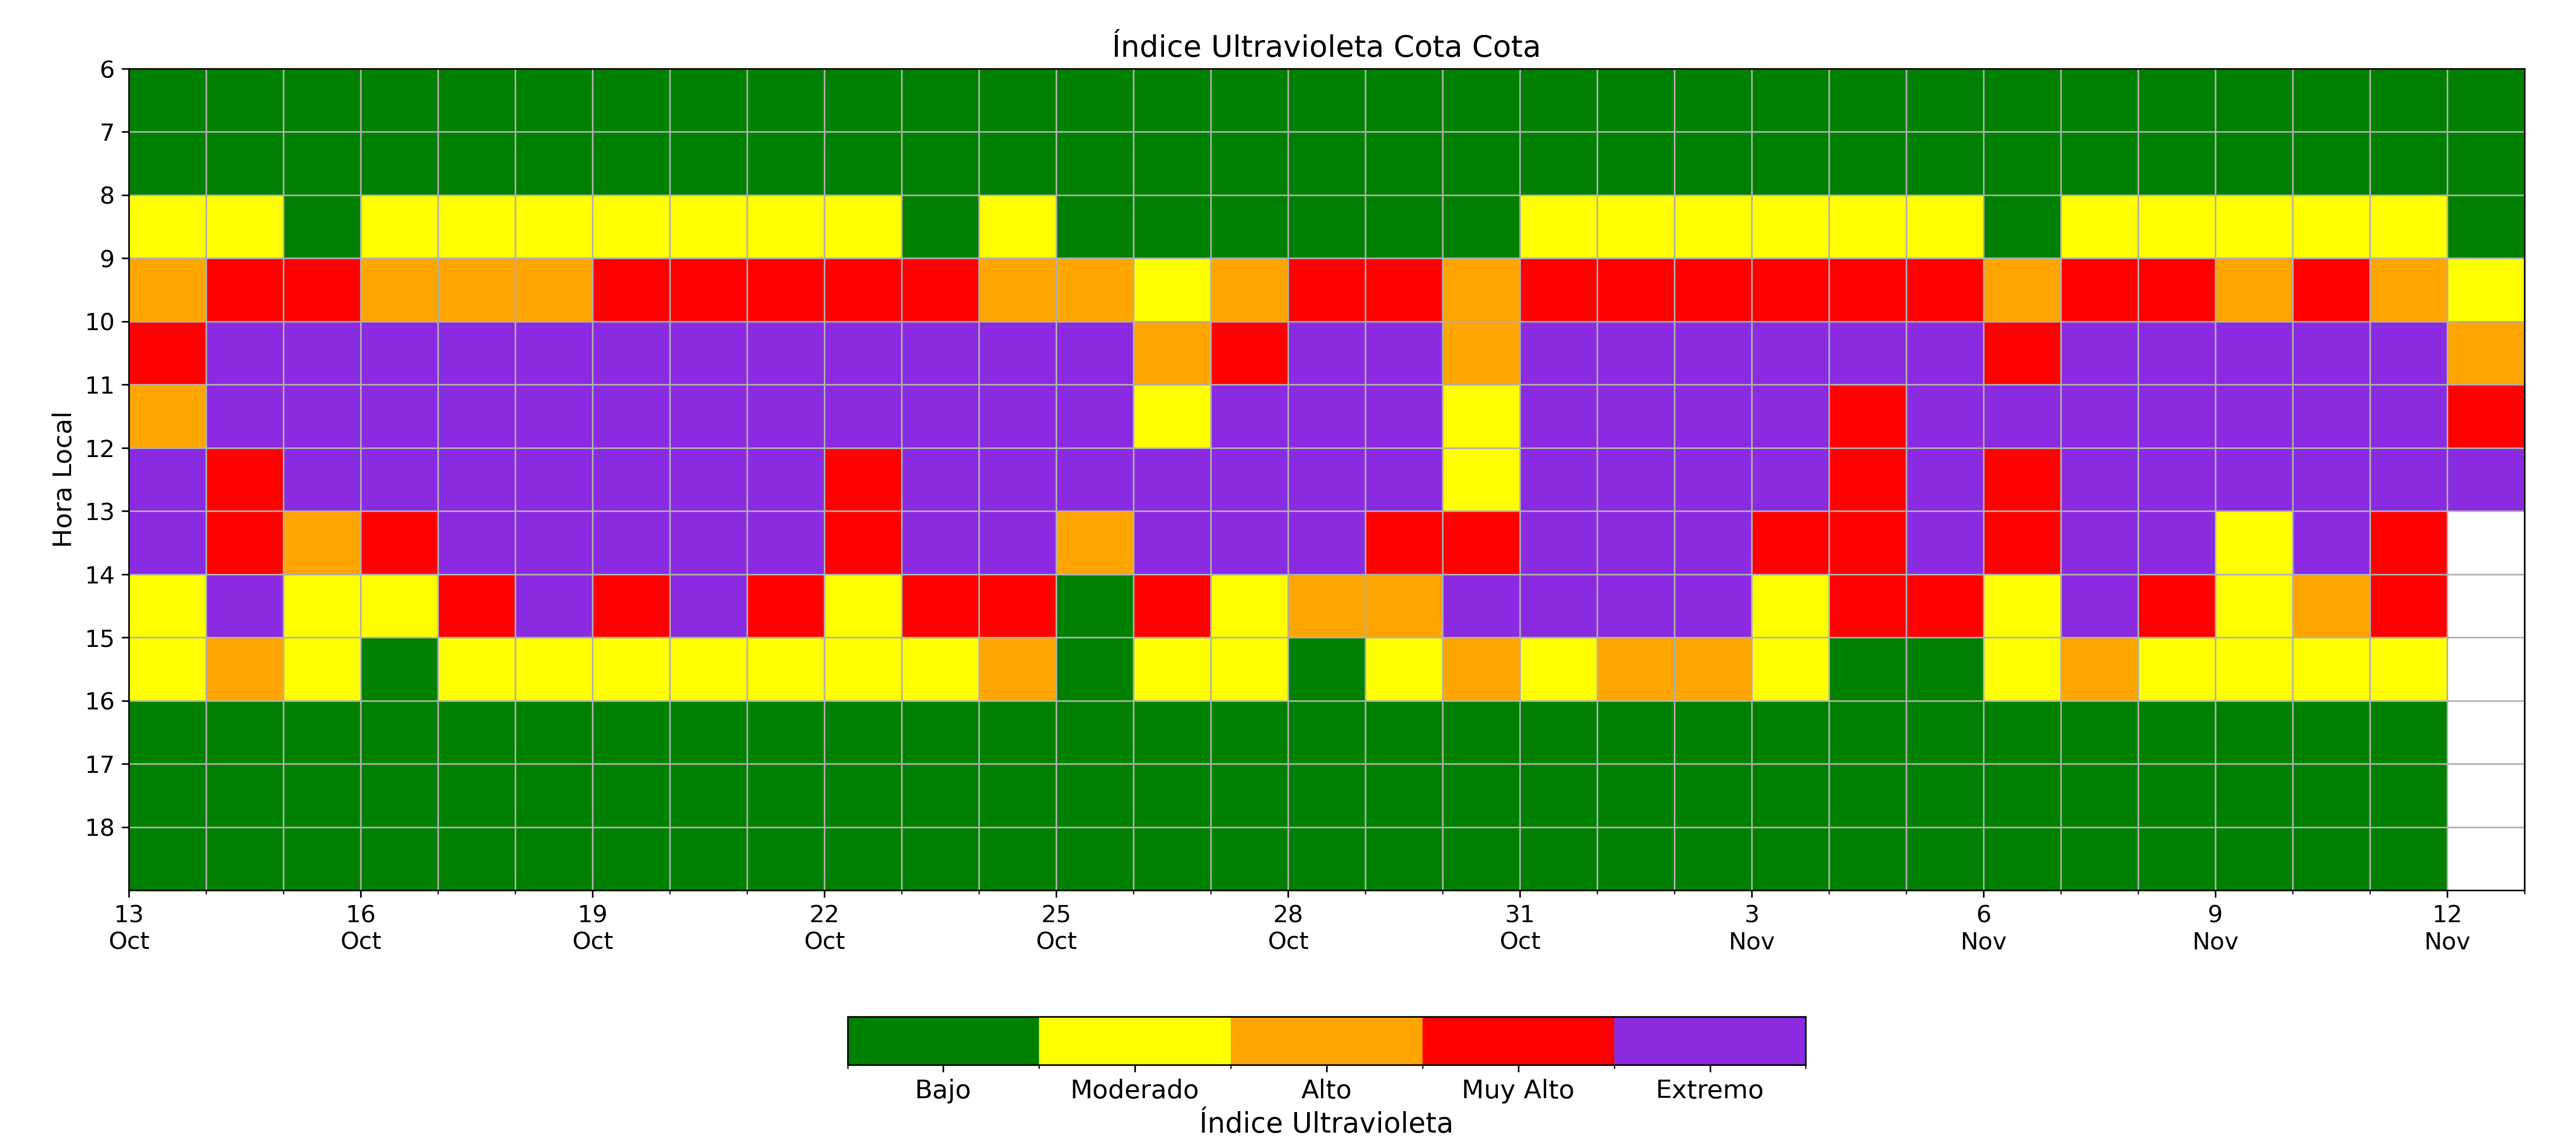 Índice Ultravioleta Cota Cota
Hora Local
6
7
8
9
10
11
12
13
14
15
16
17
18
13 16 19 22 25 28 31 3 6 9 12
Oct Oct Oct Oct Oct Oct Oct Nov Nov Nov Nov
Bajo Moderado Alto Muy Alto Extremo
Índice Ultravioleta